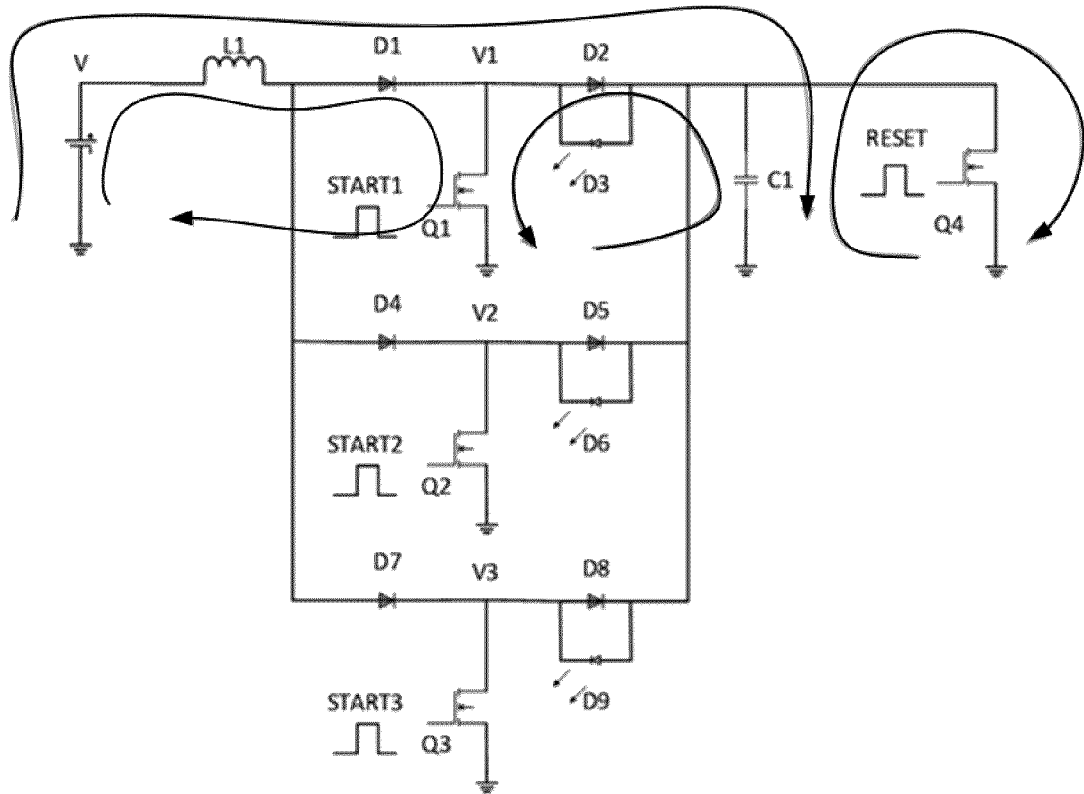 V
L1
D1
V1
D2
START1
Q1
D3
C1
RESET
Q4
D4
V2
D5
START2
Q2
D6
D7
V3
D8
START3
Q3
D9